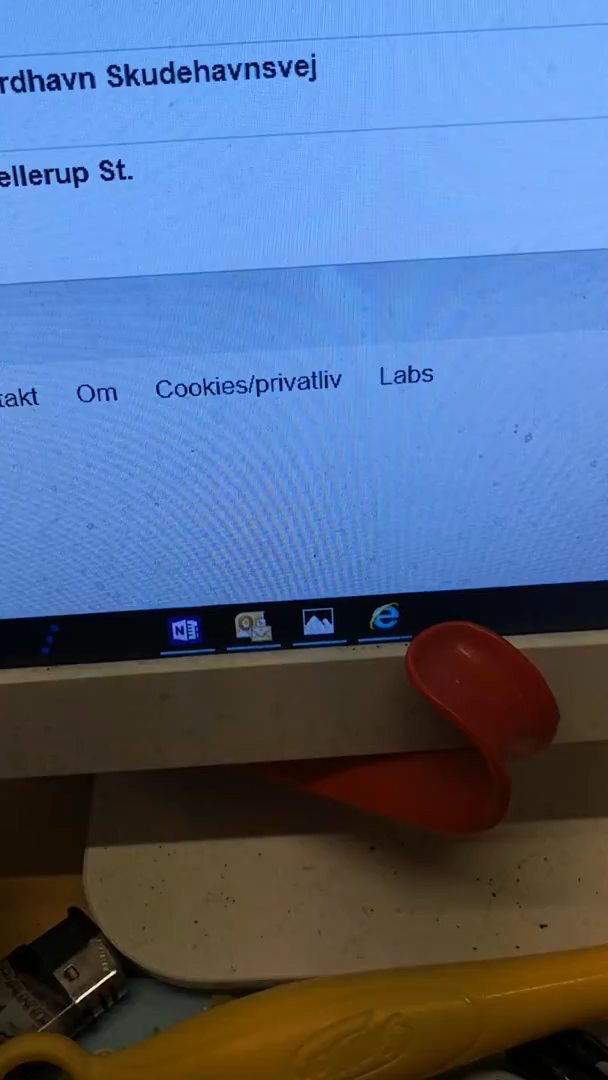 rdhavn Skudehavnsvej
ellerup St.
takt Om Cookies/privatliv Labs
N